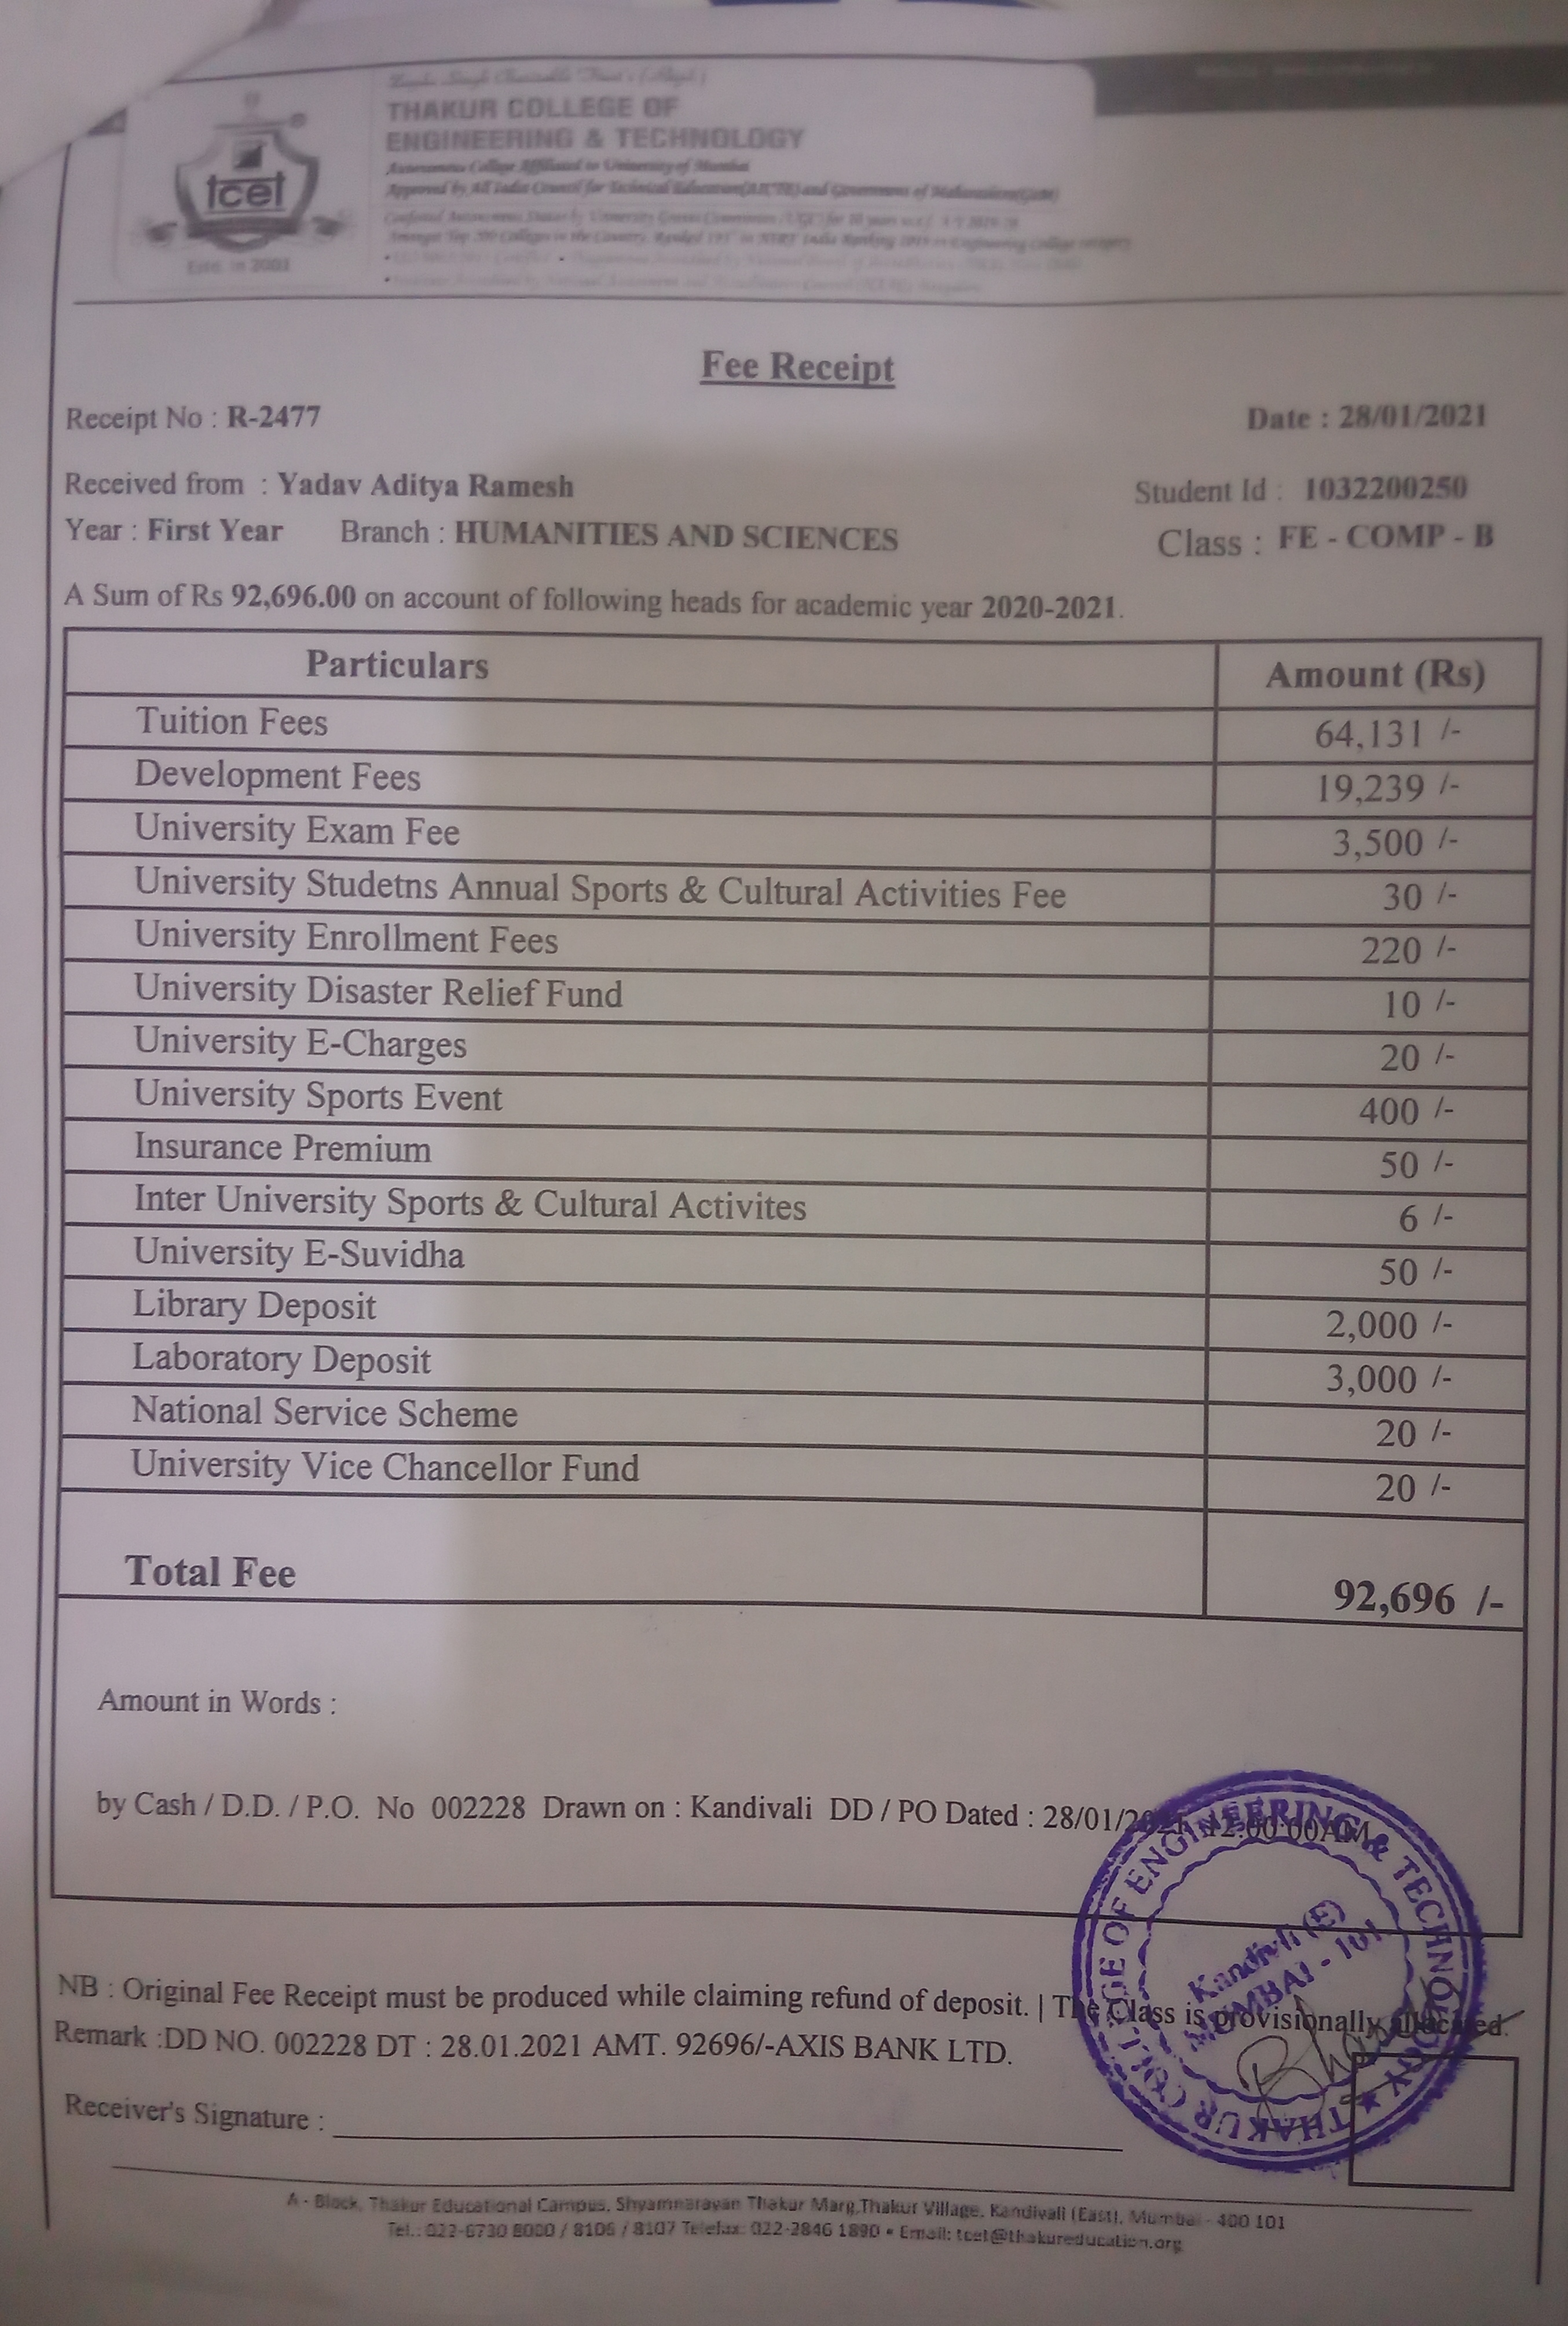 THAKUR COLLEGE OF
ENGINEERING & TECHNOLOGY
Autonomous College Affiliated to University of Mumbai
Approved by All India Council for Technical Education(AICTE) and Government of Maharashtra(GoM)
tcet
Estd. in 2001
Fee Receipt
Receipt No : R-2477 Date : 28/01/2021
Received from : Yadav Aditya Ramesh Student Id : 1032200250
Year : First Year Branch : HUMANITIES AND SCIENCES Class : FE - COMP - B
A Sum of Rs 92,696.00 on account of following heads for academic year 2020-2021.
Particulars Amount (Rs)
Tuition Fees 64,131 /-
Development Fees 19,239 /-
University Exam Fee 3,500 /-
University Studetns Annual Sports & Cultural Activities Fee 30 /-
University Enrollment Fees 220 /-
University Disaster Relief Fund 10 /-
University E-Charges 20 /-
University Sports Event 400 /-
Insurance Premium 50 /-
Inter University Sports & Cultural Activites 6 /-
University E-Suvidha 50 /-
Library Deposit 2,000 /-
Laboratory Deposit 3,000 /-
National Service Scheme 20 /-
University Vice Chancellor Fund 20 /-
Total Fee 92,696 /-
Amount in Words :
by Cash / D.D. / P.O. No 002228 Drawn on : Kandivali DD / PO Dated : 28/01/2021 12:00:00AM
THAKUR COLLEGE OF ENGINEERING & TECHNOLOGY ★
Kandivli (E)
MUMBAI - 101
NB : Original Fee Receipt must be produced while claiming refund of deposit. | The Class is provisionally allocated.
Remark :DD NO. 002228 DT : 28.01.2021 AMT. 92696/-AXIS BANK LTD.
Receiver's Signature :
A - Block, Thakur Educational Campus, Shyamnarayan Thakur Marg,Thakur Village, Kandivali (East), Mumbai - 400 101
Tel.: 022-6730 8000 / 8106 / 8107 Telefax: 022-2846 1890 • Email: tcet@thakureducation.org